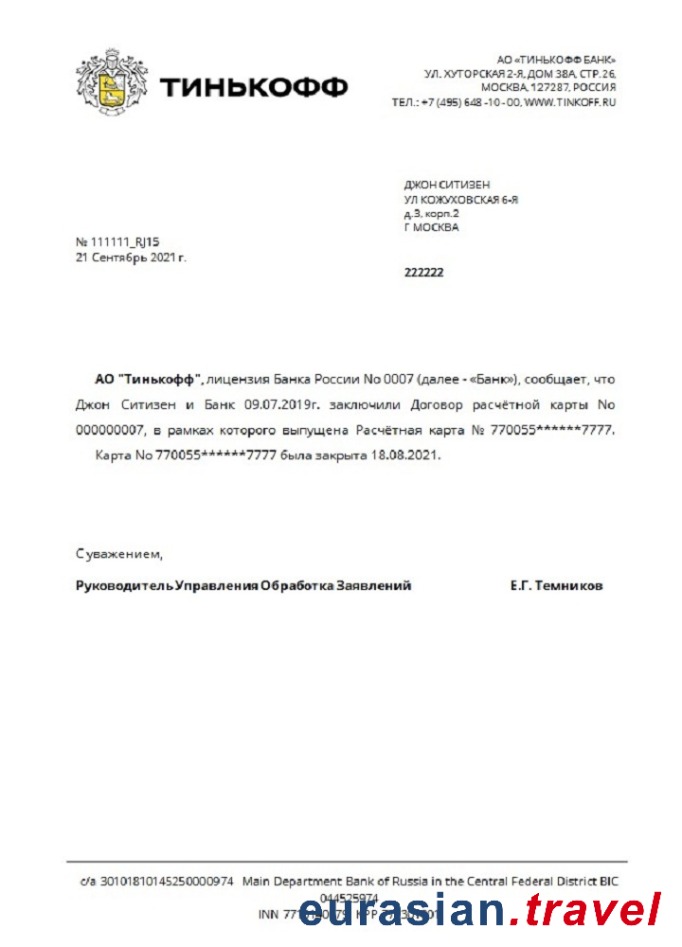 ТИНЬКОФФ
АО «ТИНЬКОФФ БАНК»
УЛ. ХУТОРСКАЯ 2-Я, ДОМ 38А, СТР. 26,
МОСКВА, 127287, РОССИЯ
ТЕЛ.: +7 (495) 648 -10 - 00, WWW.TINKOFF.RU
ДЖОН СИТИЗЕН
УЛ КОЖУХОВСКАЯ 6-Я
д.3, корп.2
Г МОСКВА
№ 111111_RJ15
21 Сентябрь 2021 г.
222222
АО "Тинькофф", лицензия Банка России No 0007 (далее - «Банк»), сообщает, что
Джон Ситизен и Банк 09.07.2019г. заключили Договор расчётной карты No
000000007, в рамках которого выпущена Расчётная карта № 770055******7777.
Карта No 770055******7777 была закрыта 18.08.2021.
С уважением,
Руководитель Управления Обработка Заявлений Е.Г. Темников
c/a 30101810145250000974 Main Department Bank of Russia in the Central Federal District BIC
044525974
INN KPP
eurasian.travel